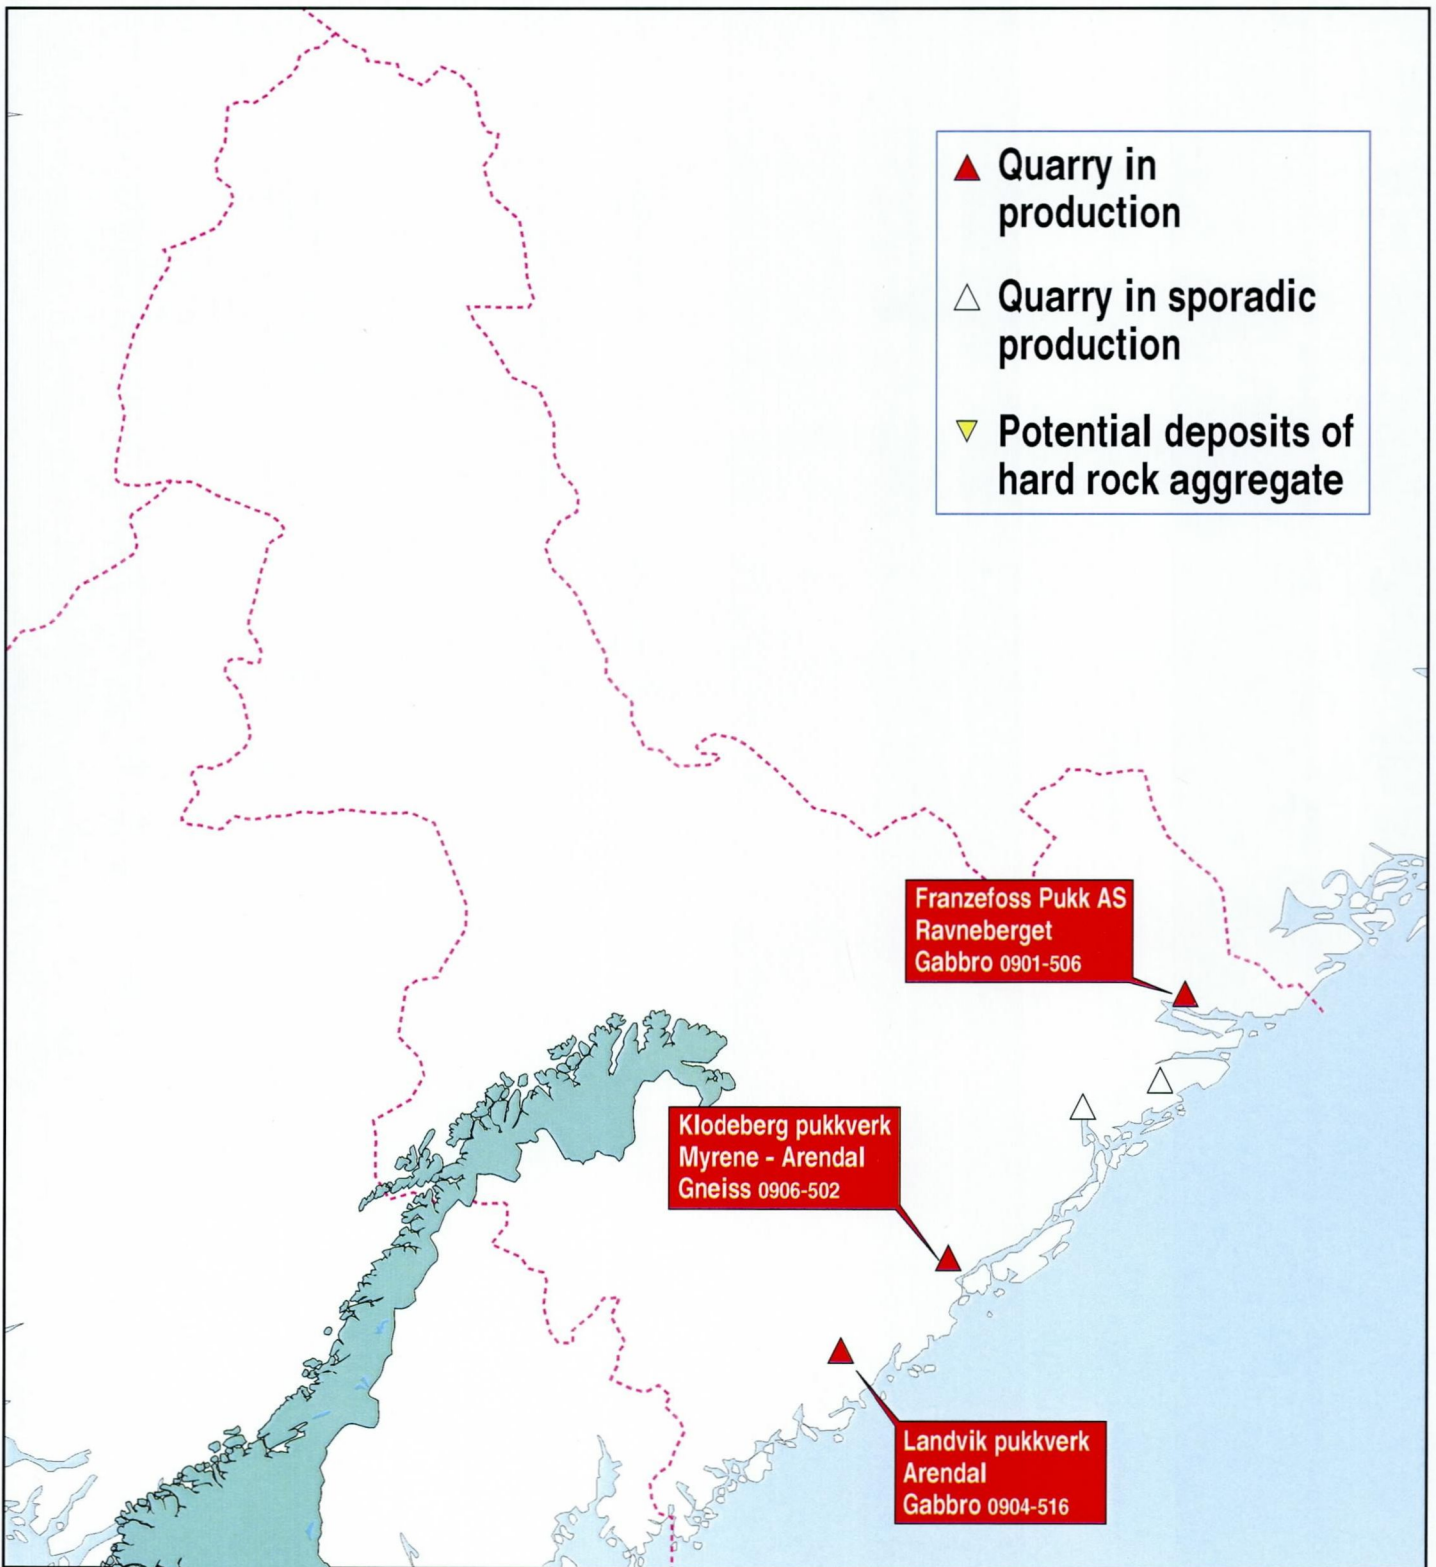 Quarry in
production
Quarry in sporadic
production
Potential deposits of
hard rock aggregate
Franzefoss Pukk AS
Ravneberget
Gabbro 0901-506
Klodeberg pukkverk
Myrene - Arendal
Gneiss 0906-502
Landvik pukkverk
Arendal
Gabbro 0904-516